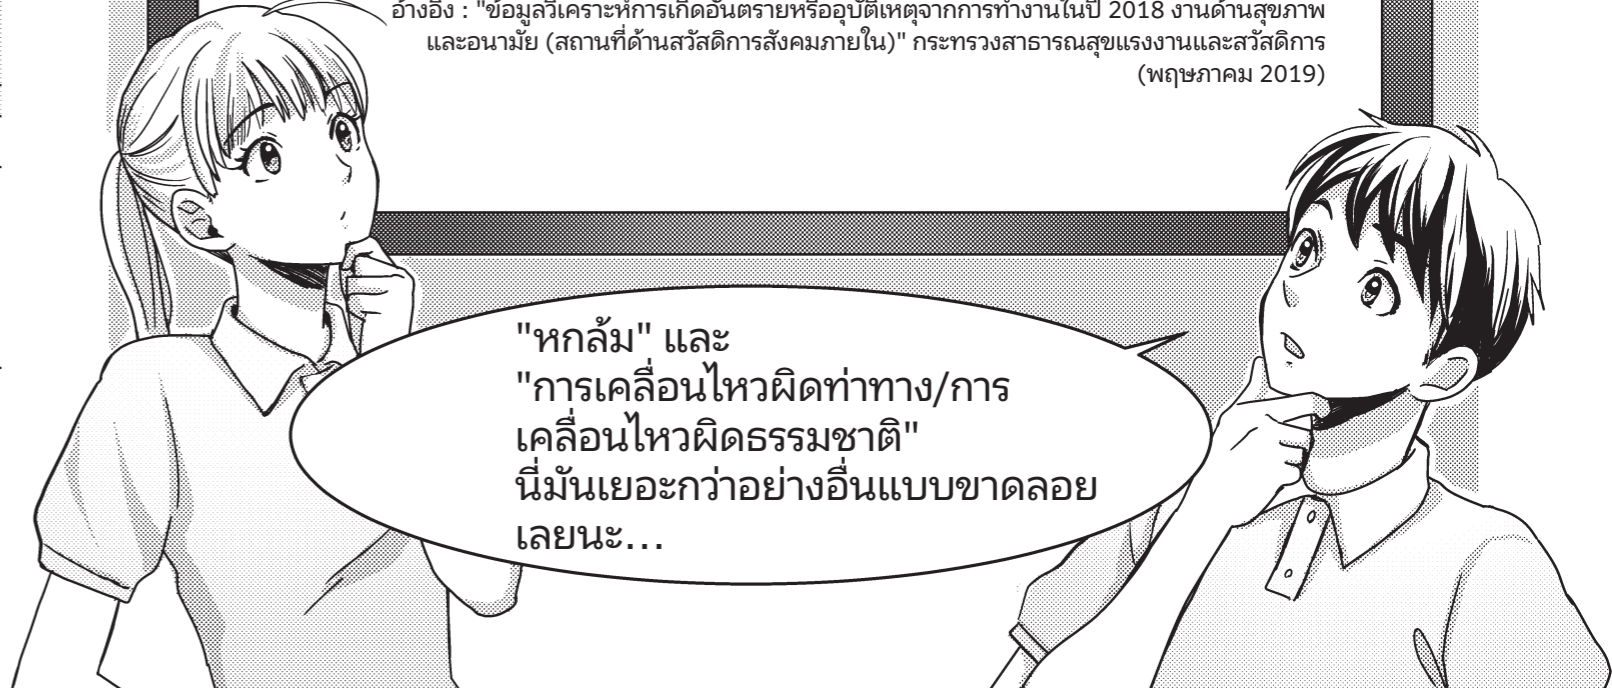 อ้างอิง : "ข้อมูลวิเคราะห์การเกิดอันตรายหรืออุบัติเหตุจากการทำงานในปี 2018 งานด้านสุขภาพ
และอนามัย (สถานที่ด้านสวัสดิการสังคมภายใน)" กระทรวงสาธารณสุขแรงงานและสวัสดิการ
(พฤษภาคม 2019)
"หกล้ม" และ
"การเคลื่อนไหวผิดท่าทาง/การ
เคลื่อนไหวผิดธรรมชาติ"
นี่มันเยอะกว่าอย่างอื่นแบบขาดลอย
เลยนะ...